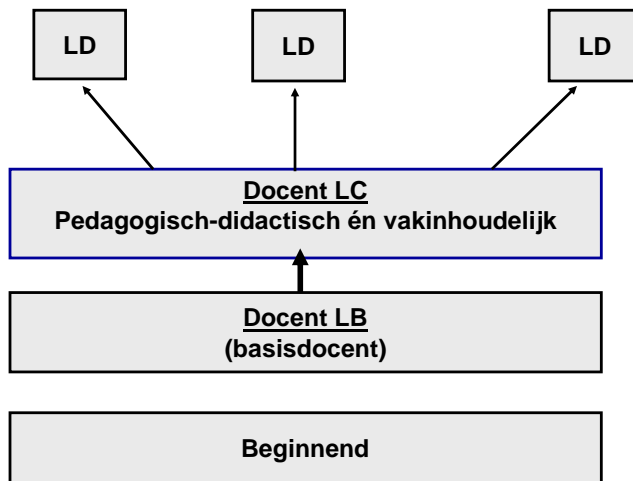 LD
LD
LD
Docent LC
Pedagogisch-didactisch én vakinhoudelijk
Docent LB
(basisdocent)
Beginnend